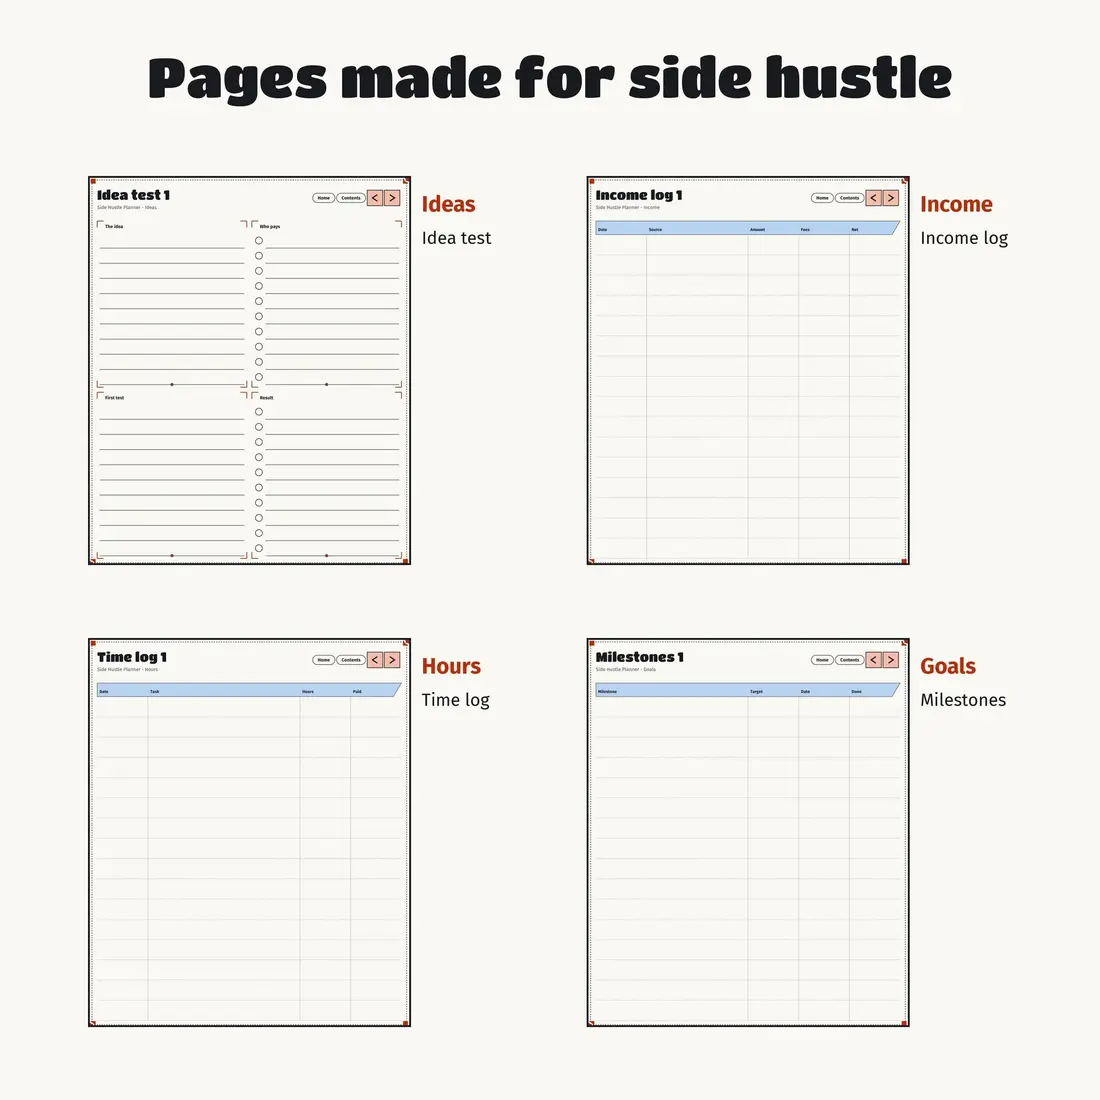 Pages made for side hustle
Idea test 1
Side Hustle Planner - Ideas
Home
Contents
<
>
The idea
Who pays
First test
Result
Ideas
Idea test
Income log 1
Side Hustle Planner - Income
Home
Contents
<
>
Date
Source
Amount
Fees
Net
Income
Income log
Time log 1
Side Hustle Planner - Hours
Home
Contents
<
>
Date
Task
Hours
Paid
Hours
Time log
Milestones 1
Side Hustle Planner - Goals
Home
Contents
<
>
Milestone
Target
Date
Done
Goals
Milestones